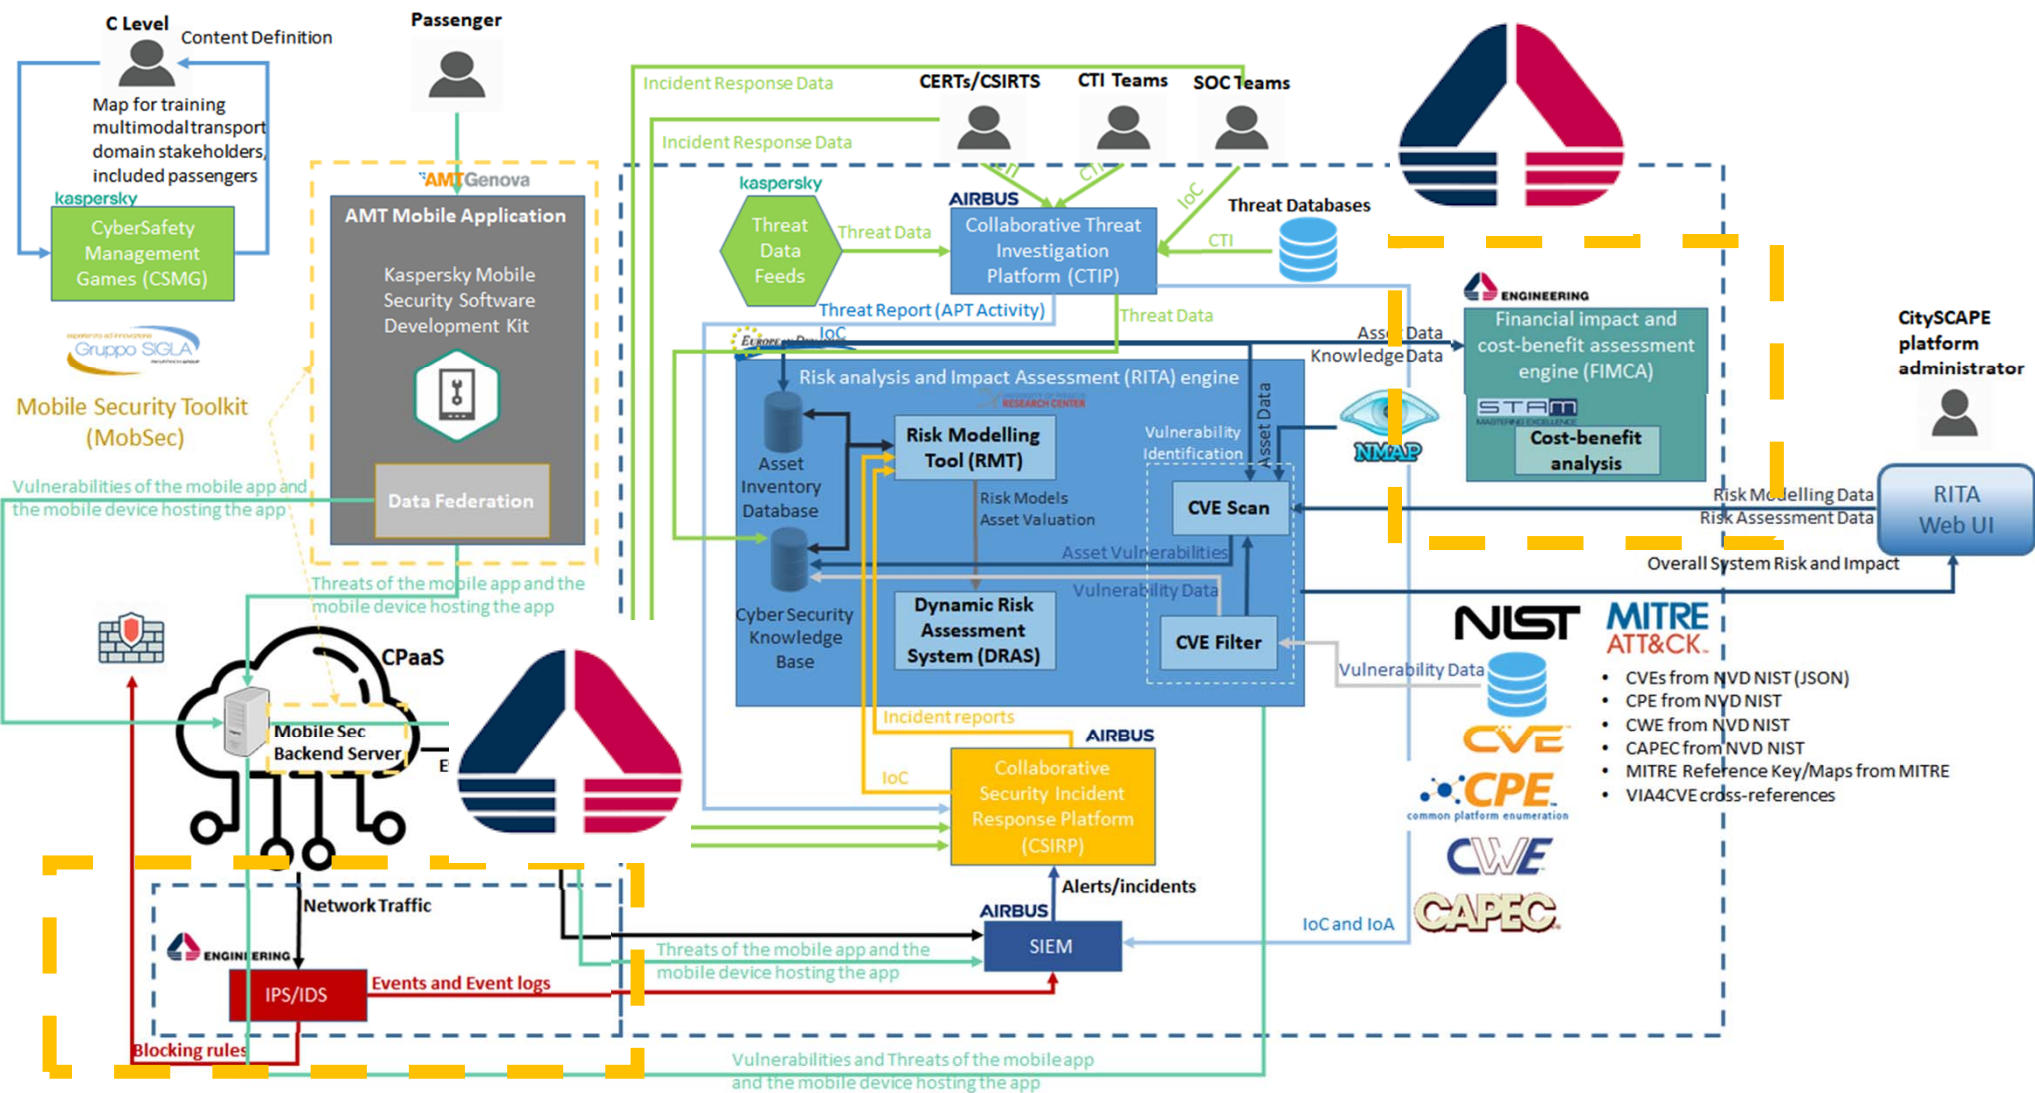 C Level
Content Definition
Map for training
multimodal transport
domain stakeholders,
included passengers
kaspersky
CyberSafety
Management
Games (CSMG)
Gruppo SIGLA
Mobile Security Toolkit
(MobSec)
Passenger
AMTGenova
AMT Mobile Application
Kaspersky Mobile
Security Software
Development Kit
Data Federation
Vulnerabilities of the mobile app and
the mobile device hosting the app
Threats of the mobile app and the
mobile device hosting the app
CPaaS
Mobile Sec
Backend Server
Network Traffic
ENGINEERING
IPS/IDS
Events and Event logs
Blocking rules
Incident Response Data
Incident Response Data
CERTs/CSIRTS
CTI Teams
SOC Teams
CTI
IoC
kaspersky
Threat
Data
Feeds
Threat Data
AIRBUS
Collaborative Threat
Investigation
Platform (CTIP)
Threat Databases
CTI
Threat Report (APT Activity)
IoC
Threat Data
Risk analysis and Impact Assessment (RITA) engine
RESEARCH CENTER
Asset
Inventory
Database
Risk Modelling
Tool (RMT)
Risk Models
Asset Valuation
Vulnerability
Identification
Asset Data
CVE Scan
Asset Vulnerabilities
Vulnerability Data
Cyber Security
Knowledge
Base
Dynamic Risk
Assessment
System (DRAS)
CVE Filter
Incident reports
IoC
AIRBUS
Collaborative
Security Incident
Response Platform
(CSIRP)
Alerts/incidents
AIRBUS
SIEM
Threats of the mobile app and the
mobile device hosting the app
IoC and IoA
Vulnerabilities and Threats of the mobile app
and the mobile device hosting the app
Asset Data
Knowledge Data
NMAP
ENGINEERING
Financial impact and
cost-benefit assessment
engine (FIMCA)
STAM
MASTERING EXCELLENCE
Cost-benefit
analysis
CitySCAPE
platform
administrator
RITA
Web UI
Risk Modelling Data
Risk Assessment Data
Overall System Risk and Impact
NIST
MITRE
ATT&CK
Vulnerability Data
• CVEs from NVD NIST (JSON)
• CPE from NVD NIST
• CWE from NVD NIST
• CAPEC from NVD NIST
• MITRE Reference Key/Maps from MITRE
• VIA4CVE cross-references
CVE
CPE
common platform enumeration
CWE
CAPEC